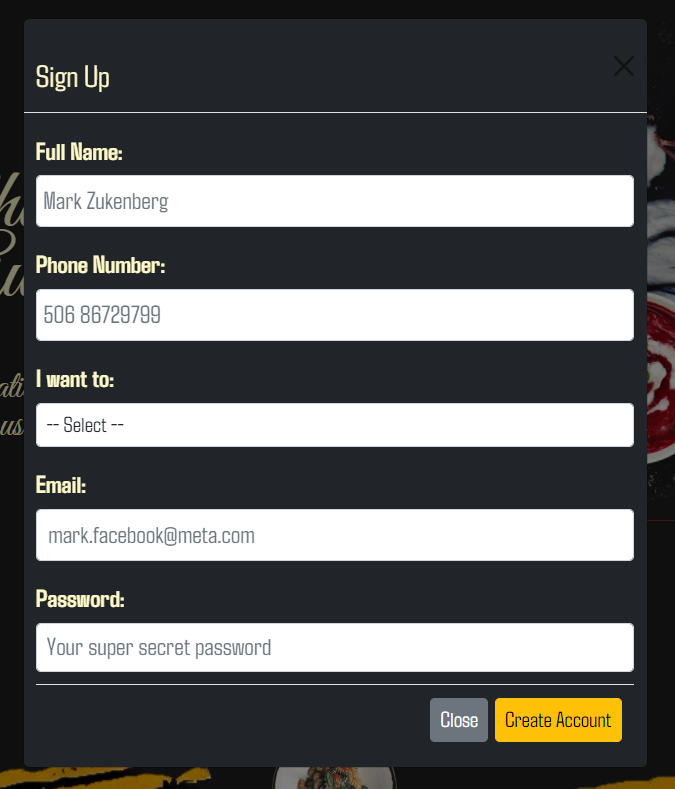 Sign Up
Full Name:
Mark Zukenberg
Phone Number:
506 86729799
I want to:
-- Select --
Email:
mark.facebook@meta.com
Password:
Your super secret password
Close
Create Account